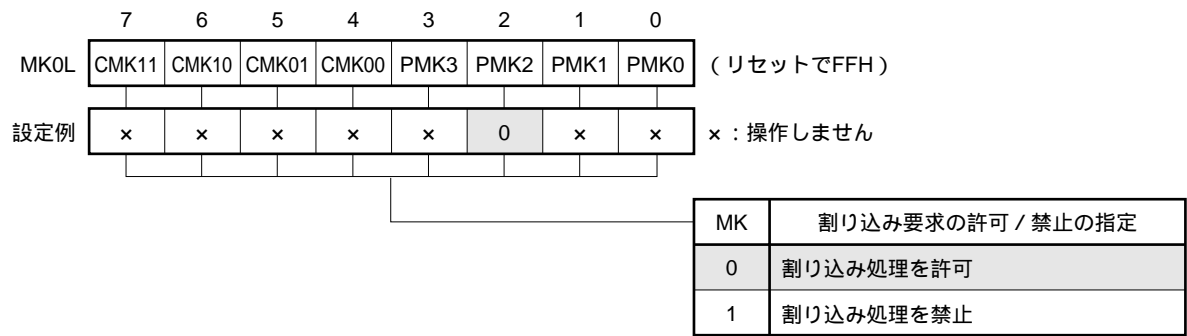 7 6 5 4 3 2 1 0
MK0L CMK11 CMK10 CMK01 CMK00 PMK3 PMK2 PMK1 PMK0 (リセットでFFH)
設定例 × × × × × 0 × × ×:操作しません
MK 割り込み要求の許可/禁止の指定
0 割り込み処理を許可
1 割り込み処理を禁止